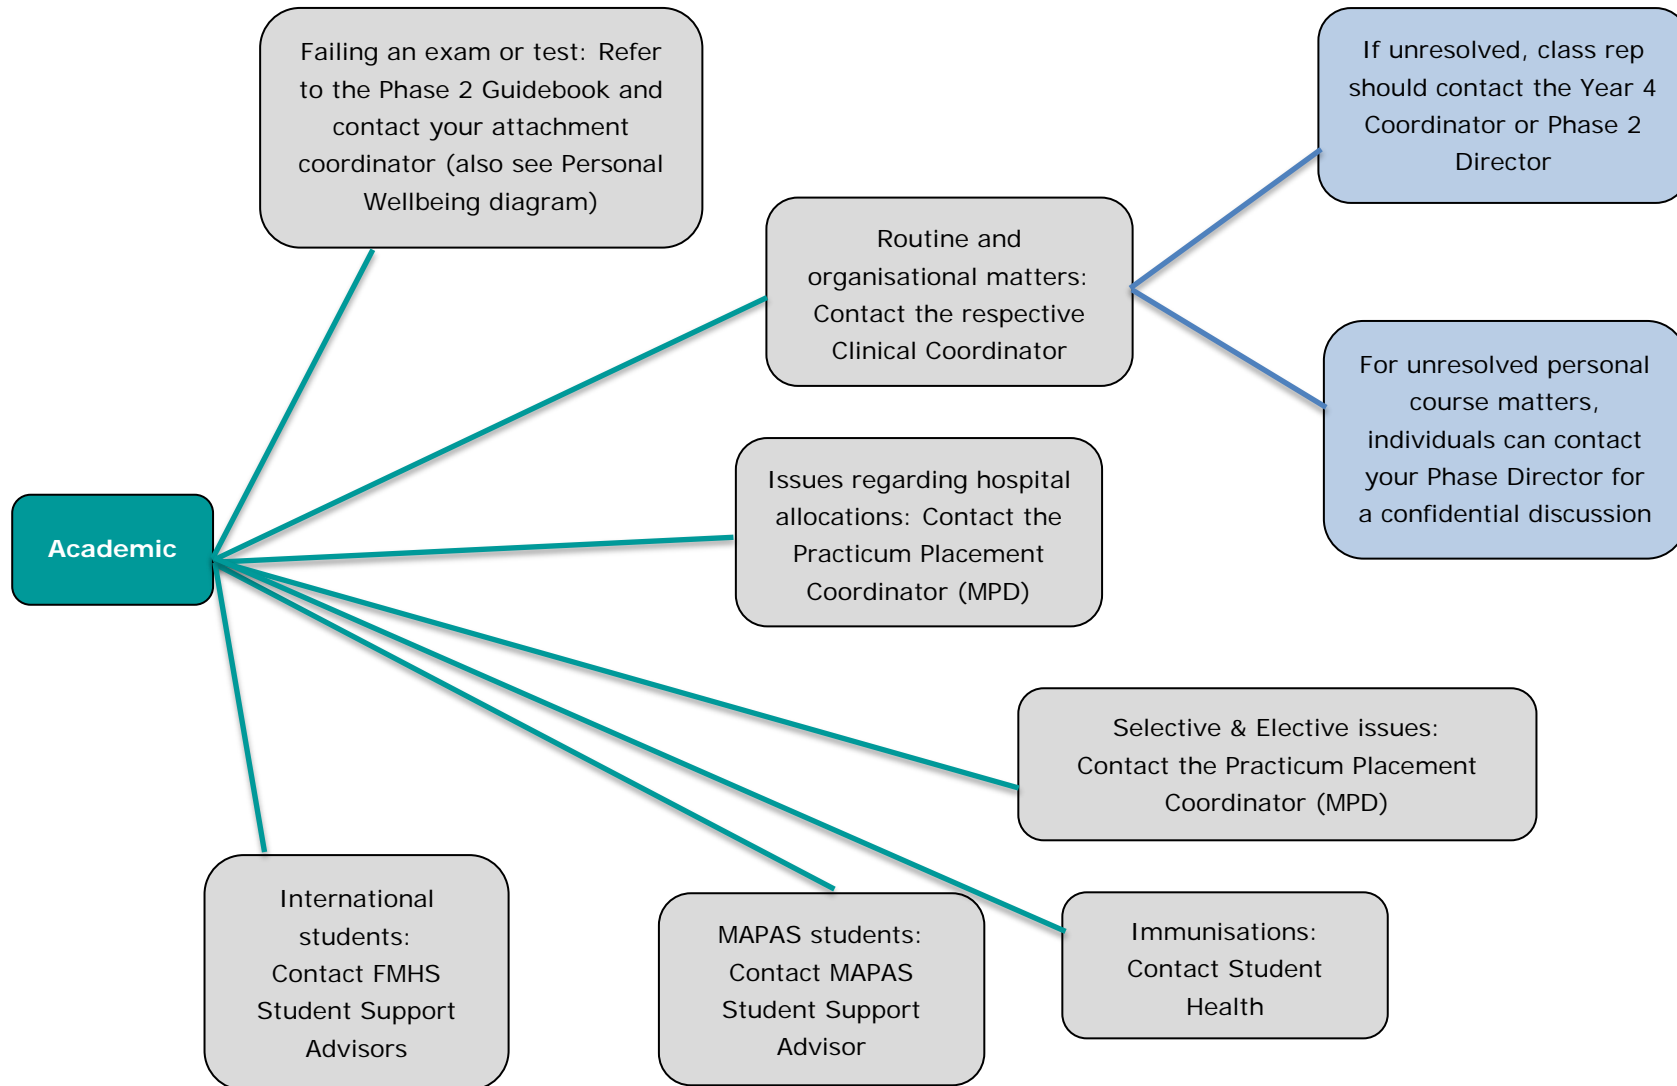 Failing an exam or test: Refer
to the Phase 2 Guidebook and
contact your attachment
coordinator (also see Personal
Wellbeing diagram)
If unresolved, class rep
should contact the Year 4
Coordinator or Phase 2
Director
Routine and
organisational matters:
Contact the respective
Clinical Coordinator
For unresolved personal
course matters,
individuals can contact
your Phase Director for
a confidential discussion
Issues regarding hospital
allocations: Contact the
Practicum Placement
Coordinator (MPD)
Academic
Selective & Elective issues:
Contact the Practicum Placement
Coordinator (MPD)
International
students:
Contact FMHS
Student Support
Advisors
MAPAS students:
Contact MAPAS
Student Support
Advisor
Immunisations:
Contact Student
Health